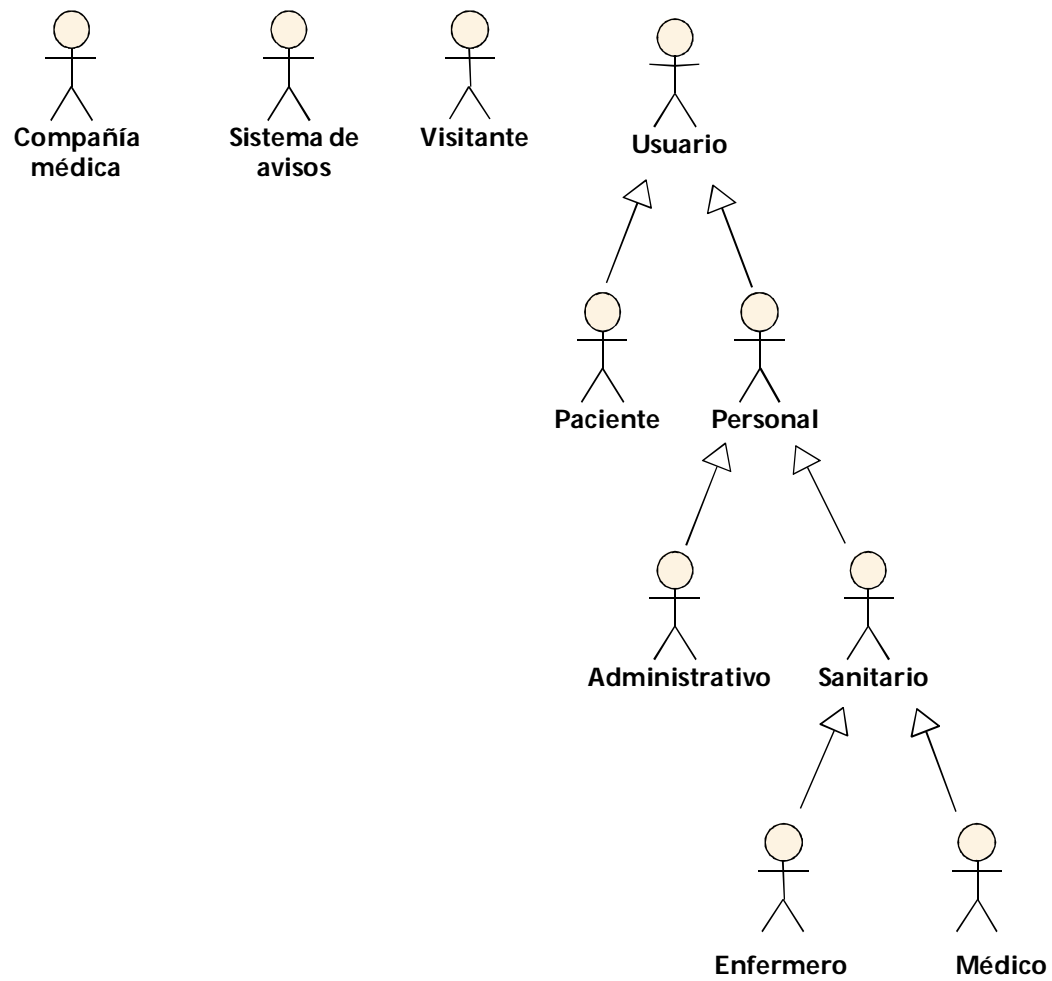 Compañía
médica
Sistema de
avisos
Visitante
Usuario
Paciente
Personal
Administrativo
Sanitario
Enfermero
Médico